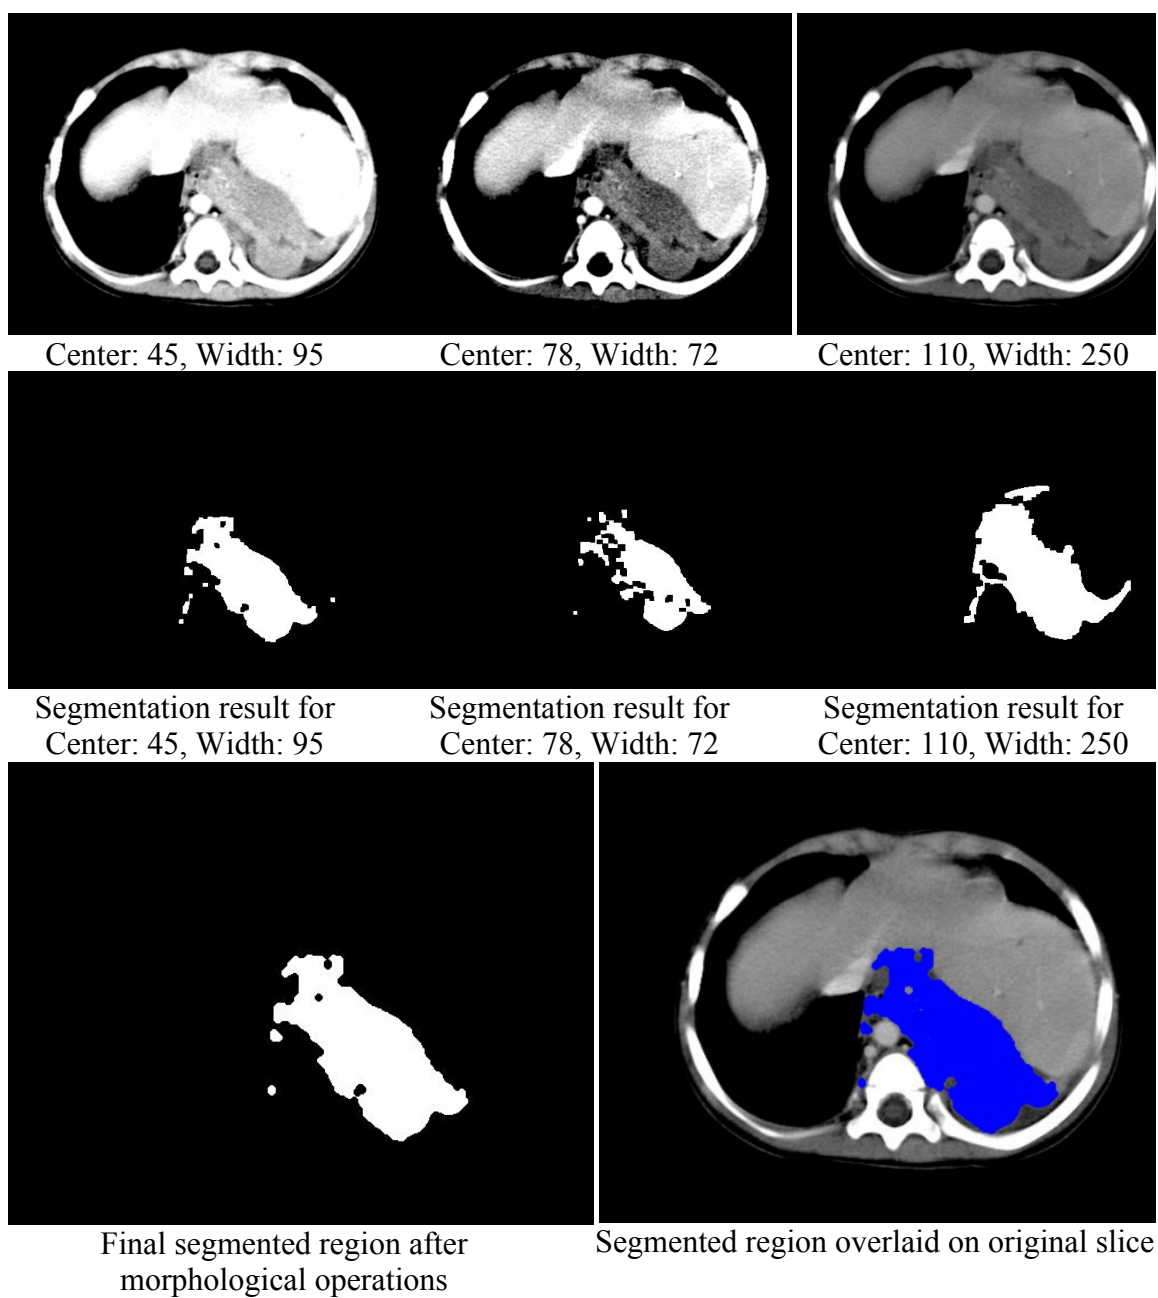 Center: 45, Width: 95
Center: 78, Width: 72
Center: 110, Width: 250
Segmentation result for
Center: 45, Width: 95
Segmentation result for
Center: 78, Width: 72
Segmentation result for
Center: 110, Width: 250
Final segmented region after
morphological operations
Segmented region overlaid on original slice